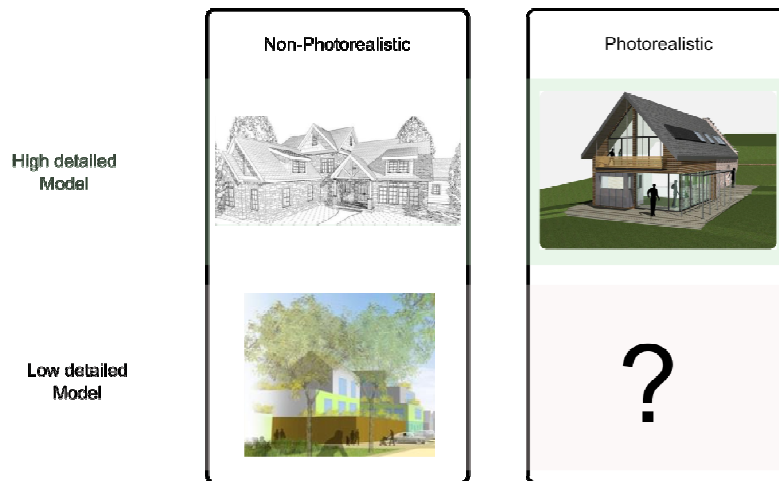 Non-Photorealistic
Photorealistic
High detailed
Model
Low detailed
Model
?